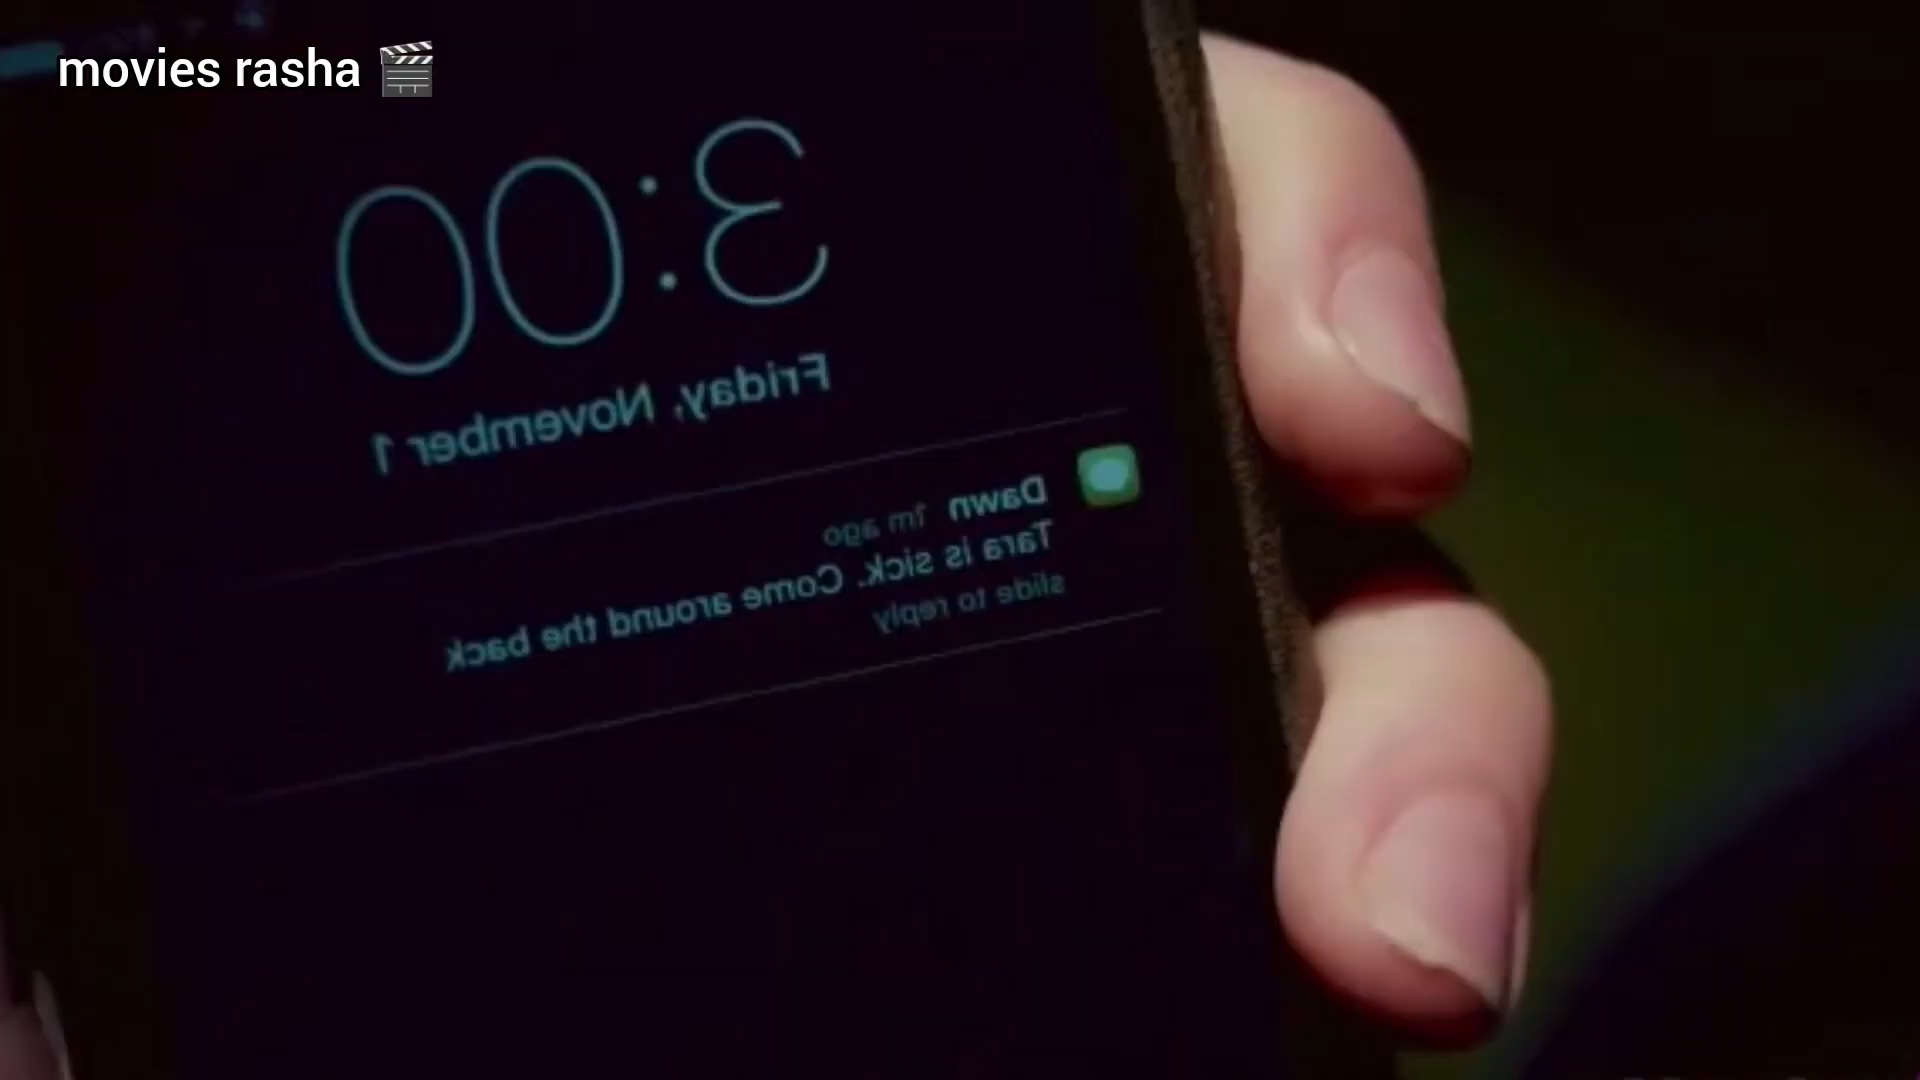 movies rasha 🎬
3:00
Friday, November 1
Dawn 1m ago
Tara is sick. Come around the back
slide to reply